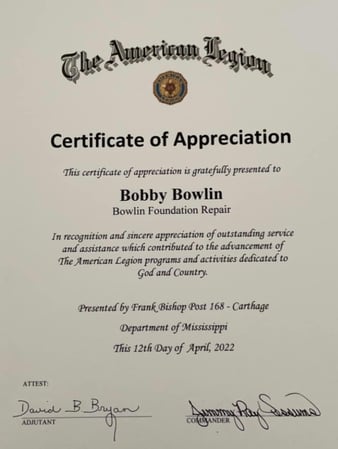 The American Legion
Certificate of Appreciation
This certificate of appreciation is gratefully presented to
Bobby Bowlin
Bowlin Foundation Repair
In recognition and sincere appreciation of outstanding service
and assistance which contributed to the advancement of
The American Legion programs and activities dedicated to
God and Country.
Presented by Frank Bishop Post 168 - Carthage
Department of Mississippi
This 12th Day of April, 2022
ATTEST:
David B Bryan
ADJUTANT
Jimmy Ray
COMMANDER